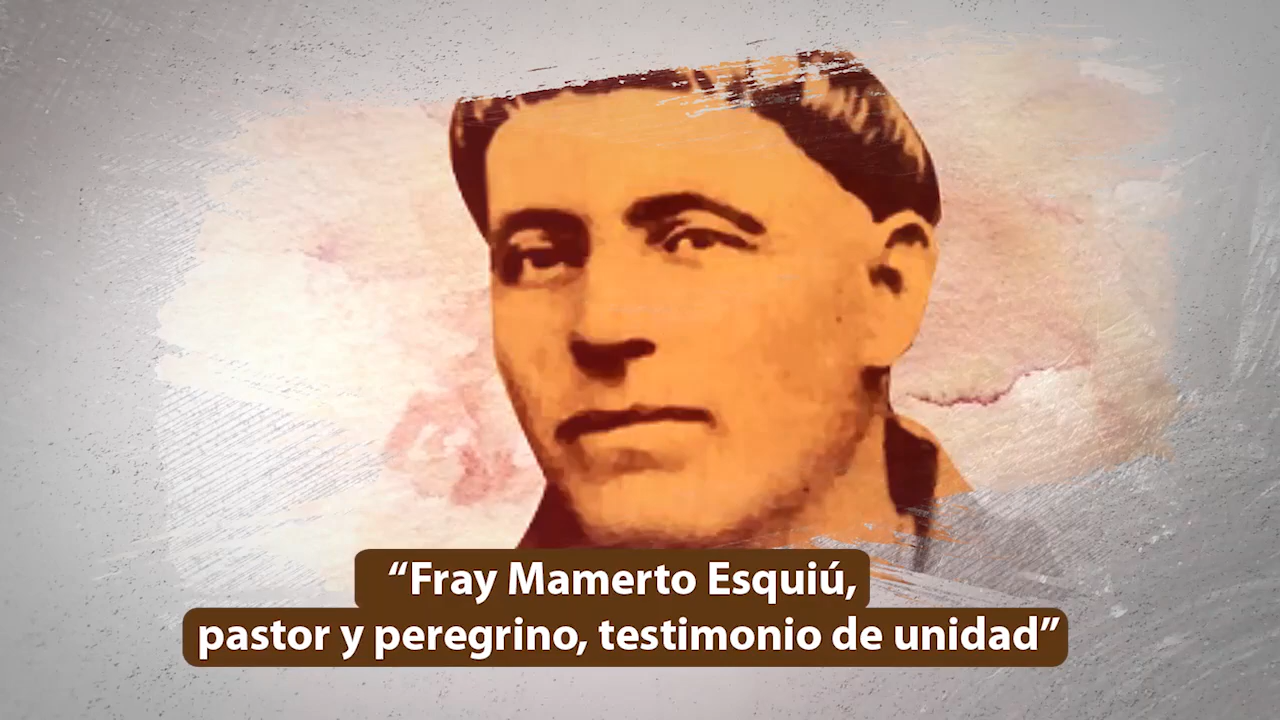 “Fray Mamerto Esquiú,
pastor y peregrino, testimonio de unidad”